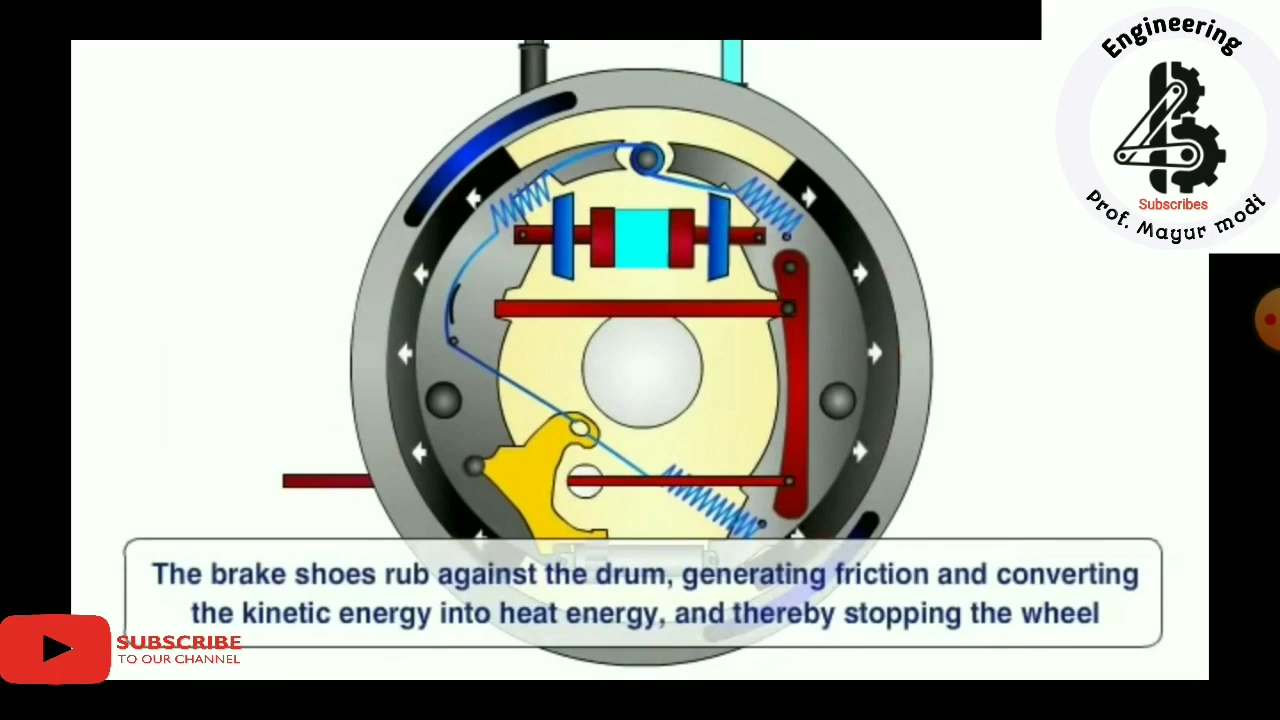 Engineering
Subscribes
Prof. Mayur modi
The brake shoes rub against the drum, generating friction and converting
the kinetic energy into heat energy, and thereby stopping the wheel
SUBSCRIBE
TO OUR CHANNEL